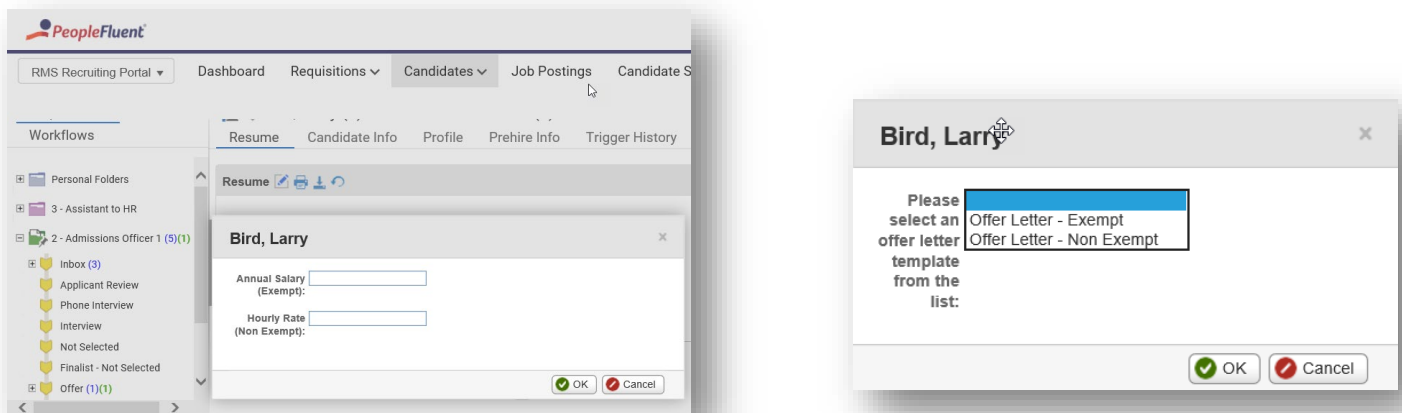 PeopleFluent
RMS Recruiting Portal Dashboard Requisitions Candidates Job Postings Candidate S
Workflows
Resume Candidate Info Profile Prehire Info Trigger History
Personal Folders
3 - Assistant to HR
2 - Admissions Officer 1 (5)(1)
Inbox (3)
Applicant Review
Phone Interview
Interview
Not Selected
Finalist - Not Selected
Offer (1)(1)
Resume
Bird, Larry
Annual Salary
(Exempt):
Hourly Rate
(Non Exempt):
OK Cancel
Bird, Larry
Please
select an
offer letter
template
from the
list:
Offer Letter - Exempt
Offer Letter - Non Exempt
OK Cancel